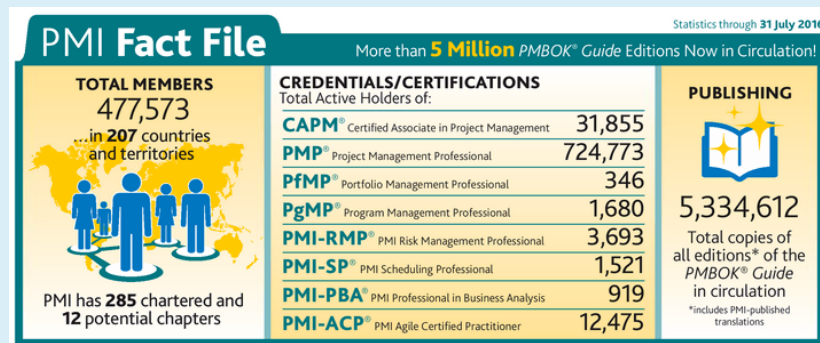 Statistics through 31 July 2016
PMI Fact File
More than 5 Million PMBOK® Guide Editions Now in Circulation!
TOTAL MEMBERS
477,573
...in 207 countries
and territories
PMI has 285 chartered and
12 potential chapters
CREDENTIALS/CERTIFICATIONS
Total Active Holders of:
CAPM® Certified Associate in Project Management 31,855
PMP® Project Management Professional 724,773
PfMP® Portfolio Management Professional 346
PgMP® Program Management Professional 1,680
PMI-RMP® PMI Risk Management Professional 3,693
PMI-SP® PMI Scheduling Professional 1,521
PMI-PBA® PMI Professional in Business Analysis 919
PMI-ACP® PMI Agile Certified Practitioner 12,475
PUBLISHING
5,334,612
Total copies of
all editions* of the
PMBOK® Guide
in circulation
*includes PMI-published
translations